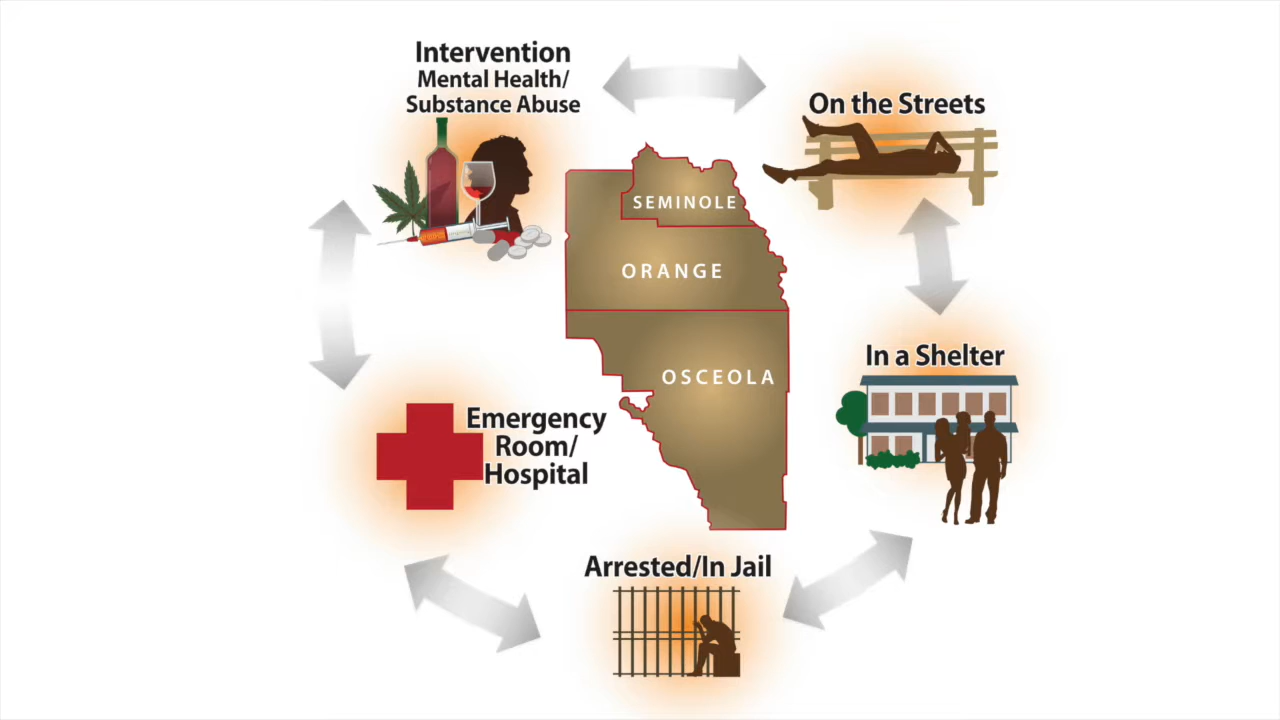 Intervention
Mental Health/
Substance Abuse
On the Streets
SEMINOLE
ORANGE
OSCEOLA
In a Shelter
Emergency
Room/
Hospital
Arrested/In Jail